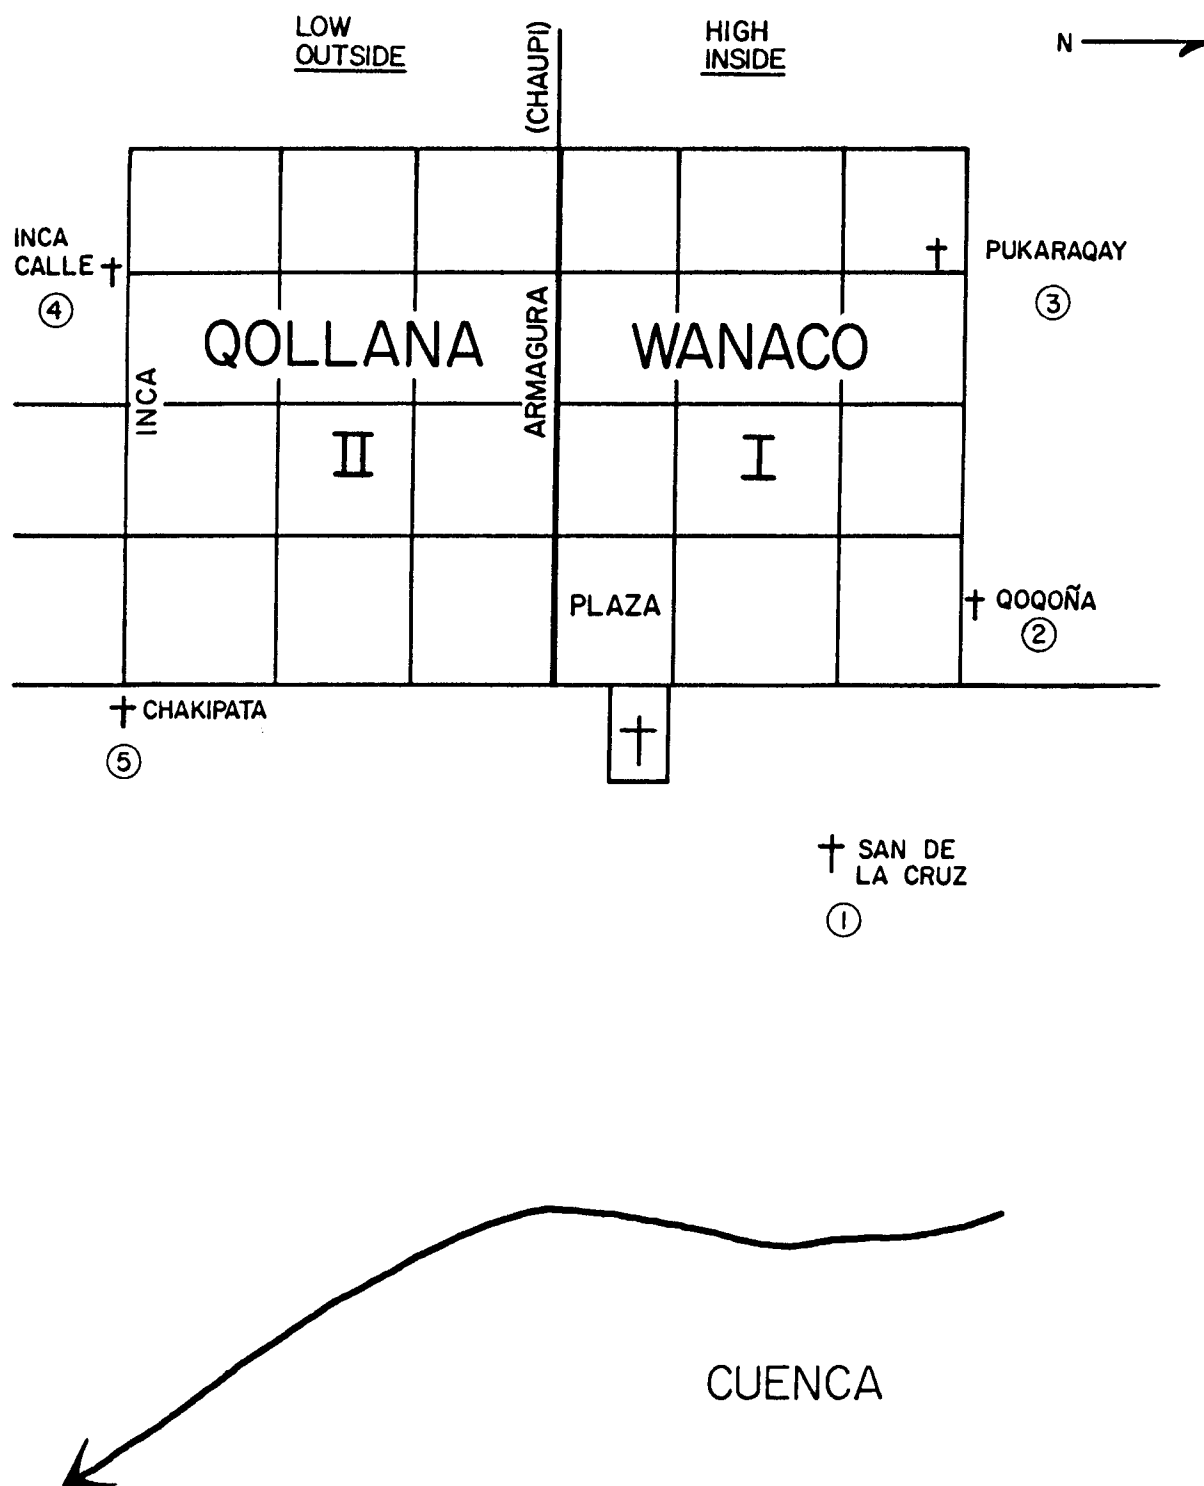 LOW
OUTSIDE
(CHAUPI)
HIGH
INSIDE
N
INCA
CALLE
4
PUKARAQAY
3
QOLLANA
ARMAGURA
WANACO
INCA
II
I
PLAZA
QOQOÑA
2
CHAKIPATA
5
SAN DE
LA CRUZ
1
CUENCA